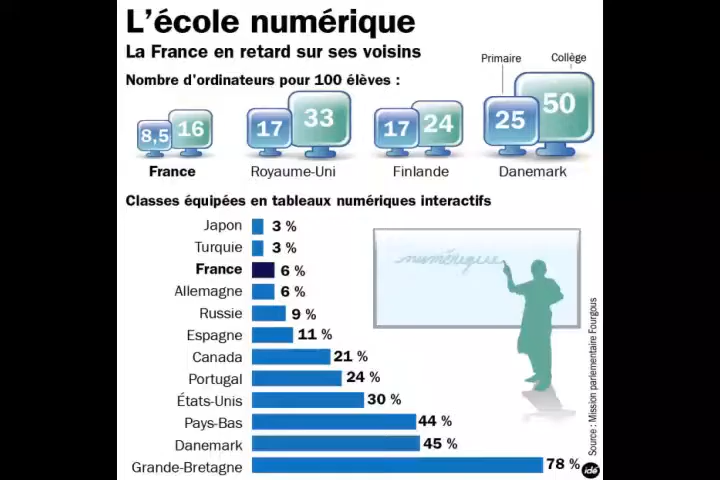 L'école numérique
La France en retard sur ses voisins
Nombre d'ordinateurs pour 100 élèves :
Primaire
Collège
8,5
16
17
33
17
24
25
50
France
Royaume-Uni
Finlande
Danemark
Classes équipées en tableaux numériques interactifs
Japon 3 %
Turquie 3 %
France 6 %
Allemagne 6 %
Russie 9 %
Espagne 11 %
Canada 21 %
Portugal 24 %
États-Unis 30 %
Pays-Bas 44 %
Danemark 45 %
Grande-Bretagne 78 %
numérique
Source : Mission parlementaire Fourgous
idé